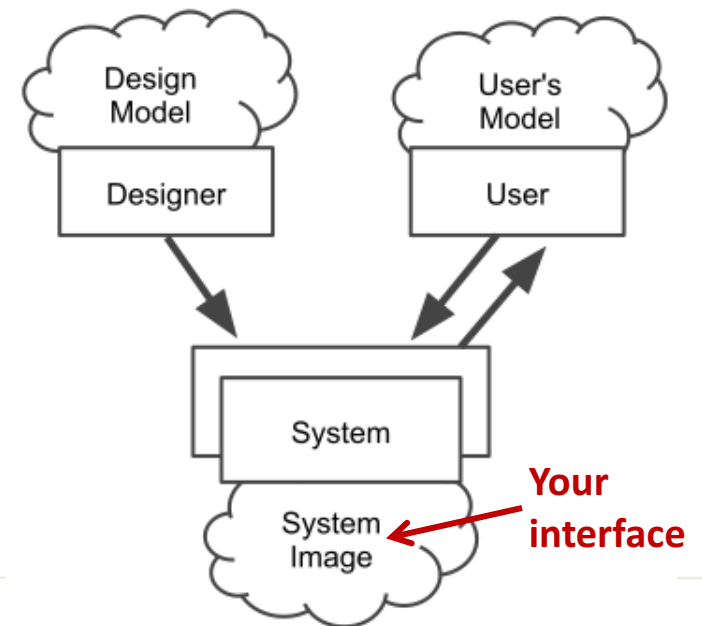 Design
Model
Designer
User's
Model
User
System
System
Image
Your
interface